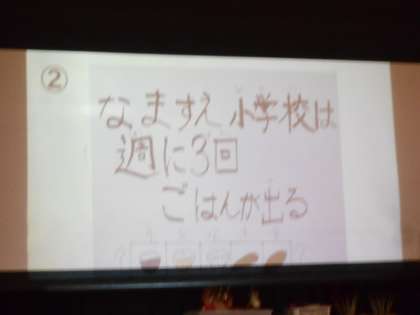 ②
なますえ小学校は
週に3回
ごはんが出る